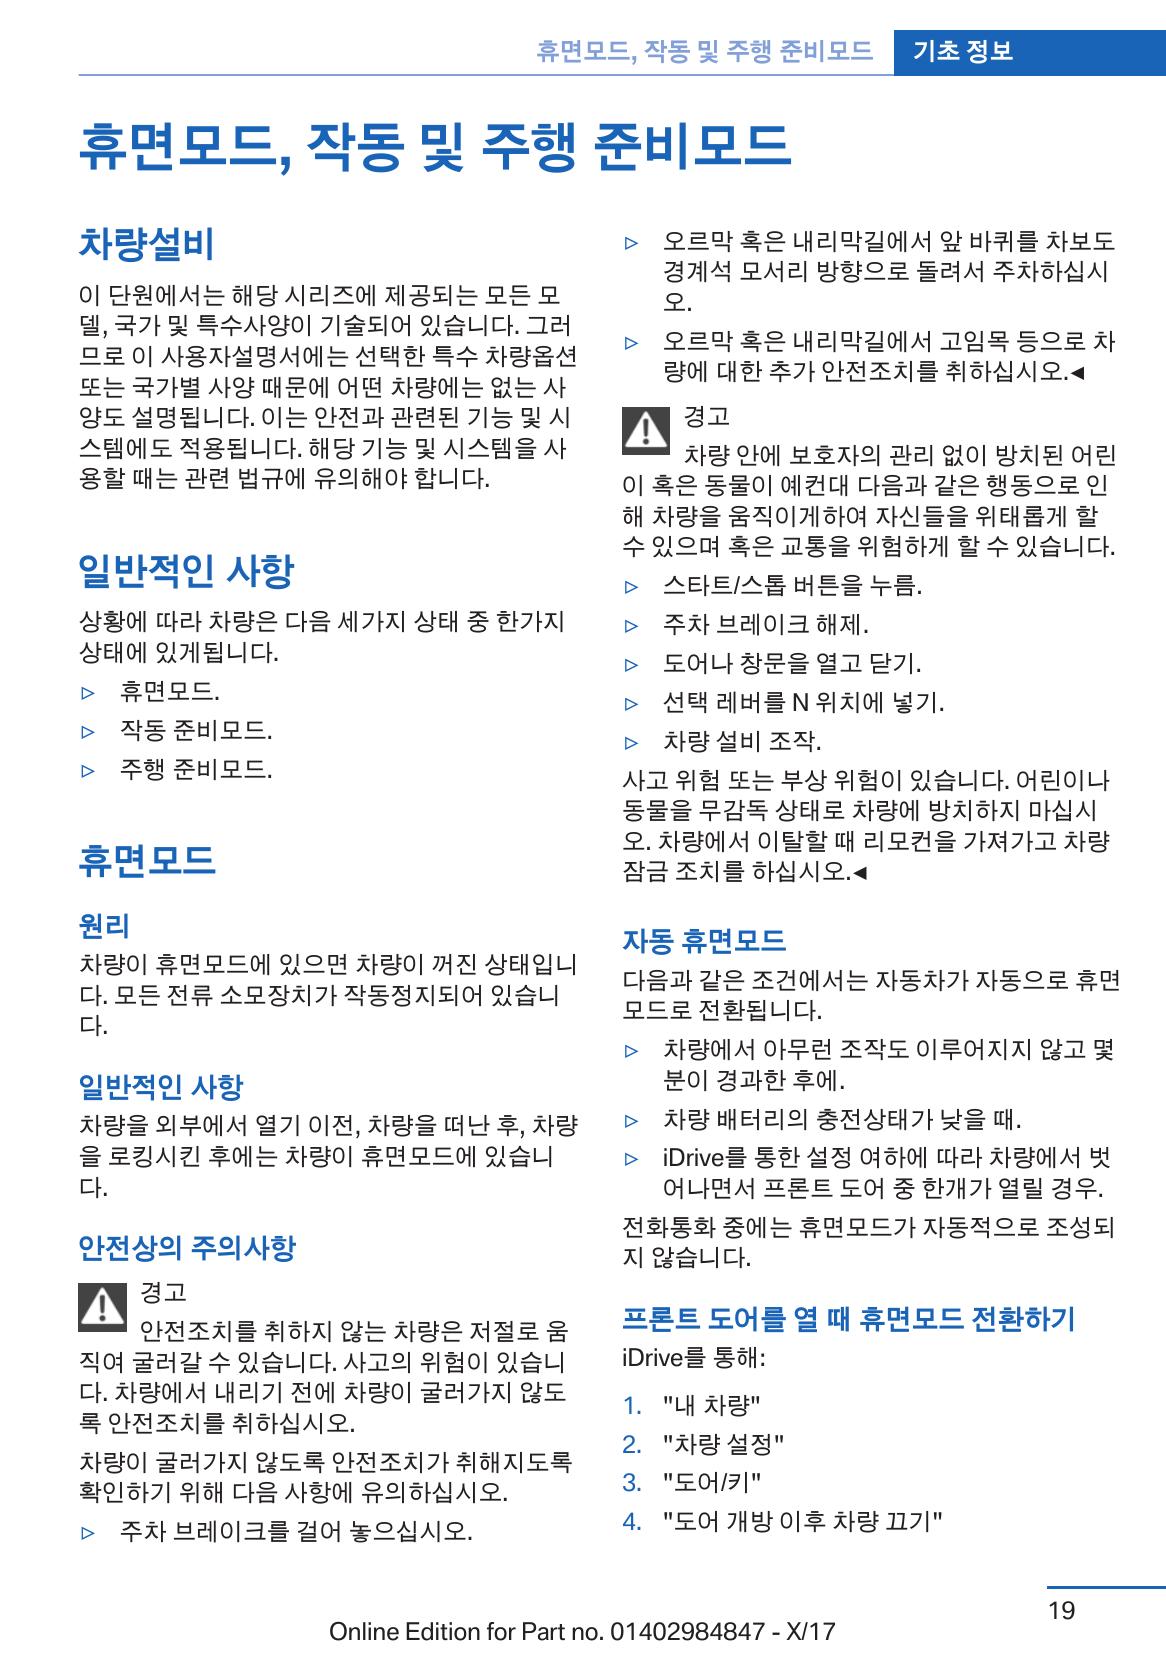 휴면모드, 작동 및 주행 준비모드 기초 정보
휴면모드, 작동 및 주행 준비모드
차량설비
이 단원에서는 해당 시리즈에 제공되는 모든 모
델, 국가 및 특수사양이 기술되어 있습니다. 그러
므로 이 사용자설명서에는 선택한 특수 차량옵션
또는 국가별 사양 때문에 어떤 차량에는 없는 사
양도 설명됩니다. 이는 안전과 관련된 기능 및 시
스템에도 적용됩니다. 해당 기능 및 시스템을 사
용할 때는 관련 법규에 유의해야 합니다.
일반적인 사항
상황에 따라 차량은 다음 세가지 상태 중 한가지
상태에 있게됩니다.
▷ 휴면모드.
▷ 작동 준비모드.
▷ 주행 준비모드.
휴면모드
원리
차량이 휴면모드에 있으면 차량이 꺼진 상태입니
다. 모든 전류 소모장치가 작동정지되어 있습니
다.
일반적인 사항
차량을 외부에서 열기 이전, 차량을 떠난 후, 차량
을 로킹시킨 후에는 차량이 휴면모드에 있습니
다.
안전상의 주의사항
경고
안전조치를 취하지 않는 차량은 저절로 움
직여 굴러갈 수 있습니다. 사고의 위험이 있습니
다. 차량에서 내리기 전에 차량이 굴러가지 않도
록 안전조치를 취하십시오.
차량이 굴러가지 않도록 안전조치가 취해지도록
확인하기 위해 다음 사항에 유의하십시오.
▷ 주차 브레이크를 걸어 놓으십시오.
▷ 오르막 혹은 내리막길에서 앞 바퀴를 차보도
경계석 모서리 방향으로 돌려서 주차하십시
오.
▷ 오르막 혹은 내리막길에서 고임목 등으로 차
량에 대한 추가 안전조치를 취하십시오.◀
경고
차량 안에 보호자의 관리 없이 방치된 어린
이 혹은 동물이 예컨대 다음과 같은 행동으로 인
해 차량을 움직이게하여 자신들을 위태롭게 할
수 있으며 혹은 교통을 위험하게 할 수 있습니다.
▷ 스타트/스톱 버튼을 누름.
▷ 주차 브레이크 해제.
▷ 도어나 창문을 열고 닫기.
▷ 선택 레버를 N 위치에 넣기.
▷ 차량 설비 조작.
사고 위험 또는 부상 위험이 있습니다. 어린이나
동물을 무감독 상태로 차량에 방치하지 마십시
오. 차량에서 이탈할 때 리모컨을 가져가고 차량
잠금 조치를 하십시오.◀
자동 휴면모드
다음과 같은 조건에서는 자동차가 자동으로 휴면
모드로 전환됩니다.
▷ 차량에서 아무런 조작도 이루어지지 않고 몇
분이 경과한 후에.
▷ 차량 배터리의 충전상태가 낮을 때.
▷ iDrive를 통한 설정 여하에 따라 차량에서 벗
어나면서 프론트 도어 중 한개가 열릴 경우.
전화통화 중에는 휴면모드가 자동적으로 조성되
지 않습니다.
프론트 도어를 열 때 휴면모드 전환하기
iDrive를 통해:
1. "내 차량"
2. "차량 설정"
3. "도어/키"
4. "도어 개방 이후 차량 끄기"
19
Online Edition for Part no. 01402984847 - X/17